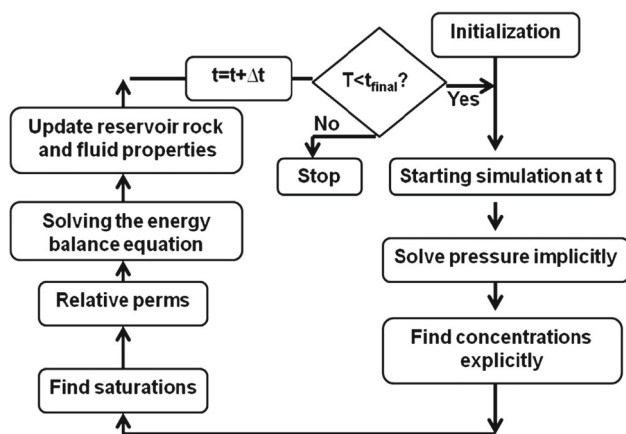 Initialization
t=t+Δt
T<t_final?
Yes
No
Stop
Starting simulation at t
Solve pressure implicitly
Find concentrations
explicitly
Find saturations
Relative perms
Solving the energy
balance equation
Update reservoir rock
and fluid properties